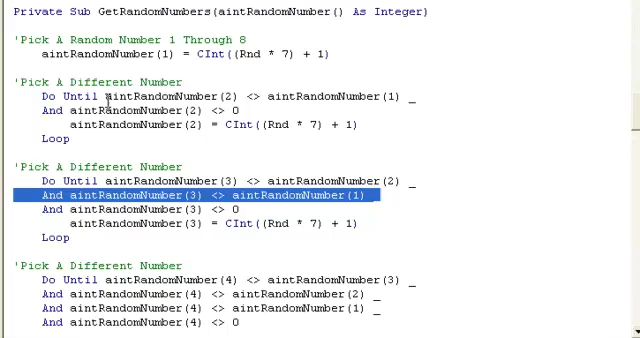 Private Sub GetRandomNumbers(aintRandomNumber() As Integer)
'Pick A Random Number 1 Through 8
aintRandomNumber(1) = CInt((Rnd * 7) + 1)
'Pick A Different Number
Do Until aintRandomNumber(2) <> aintRandomNumber(1) _
And aintRandomNumber(2) <> 0
aintRandomNumber(2) = CInt((Rnd * 7) + 1)
Loop
'Pick A Different Number
Do Until aintRandomNumber(3) <> aintRandomNumber(2) _
And aintRandomNumber(3) <> aintRandomNumber(1) _
And aintRandomNumber(3) <> 0
aintRandomNumber(3) = CInt((Rnd * 7) + 1)
Loop
'Pick A Different Number
Do Until aintRandomNumber(4) <> aintRandomNumber(3) _
And aintRandomNumber(4) <> aintRandomNumber(2) _
And aintRandomNumber(4) <> aintRandomNumber(1) _
And aintRandomNumber(4) <> 0